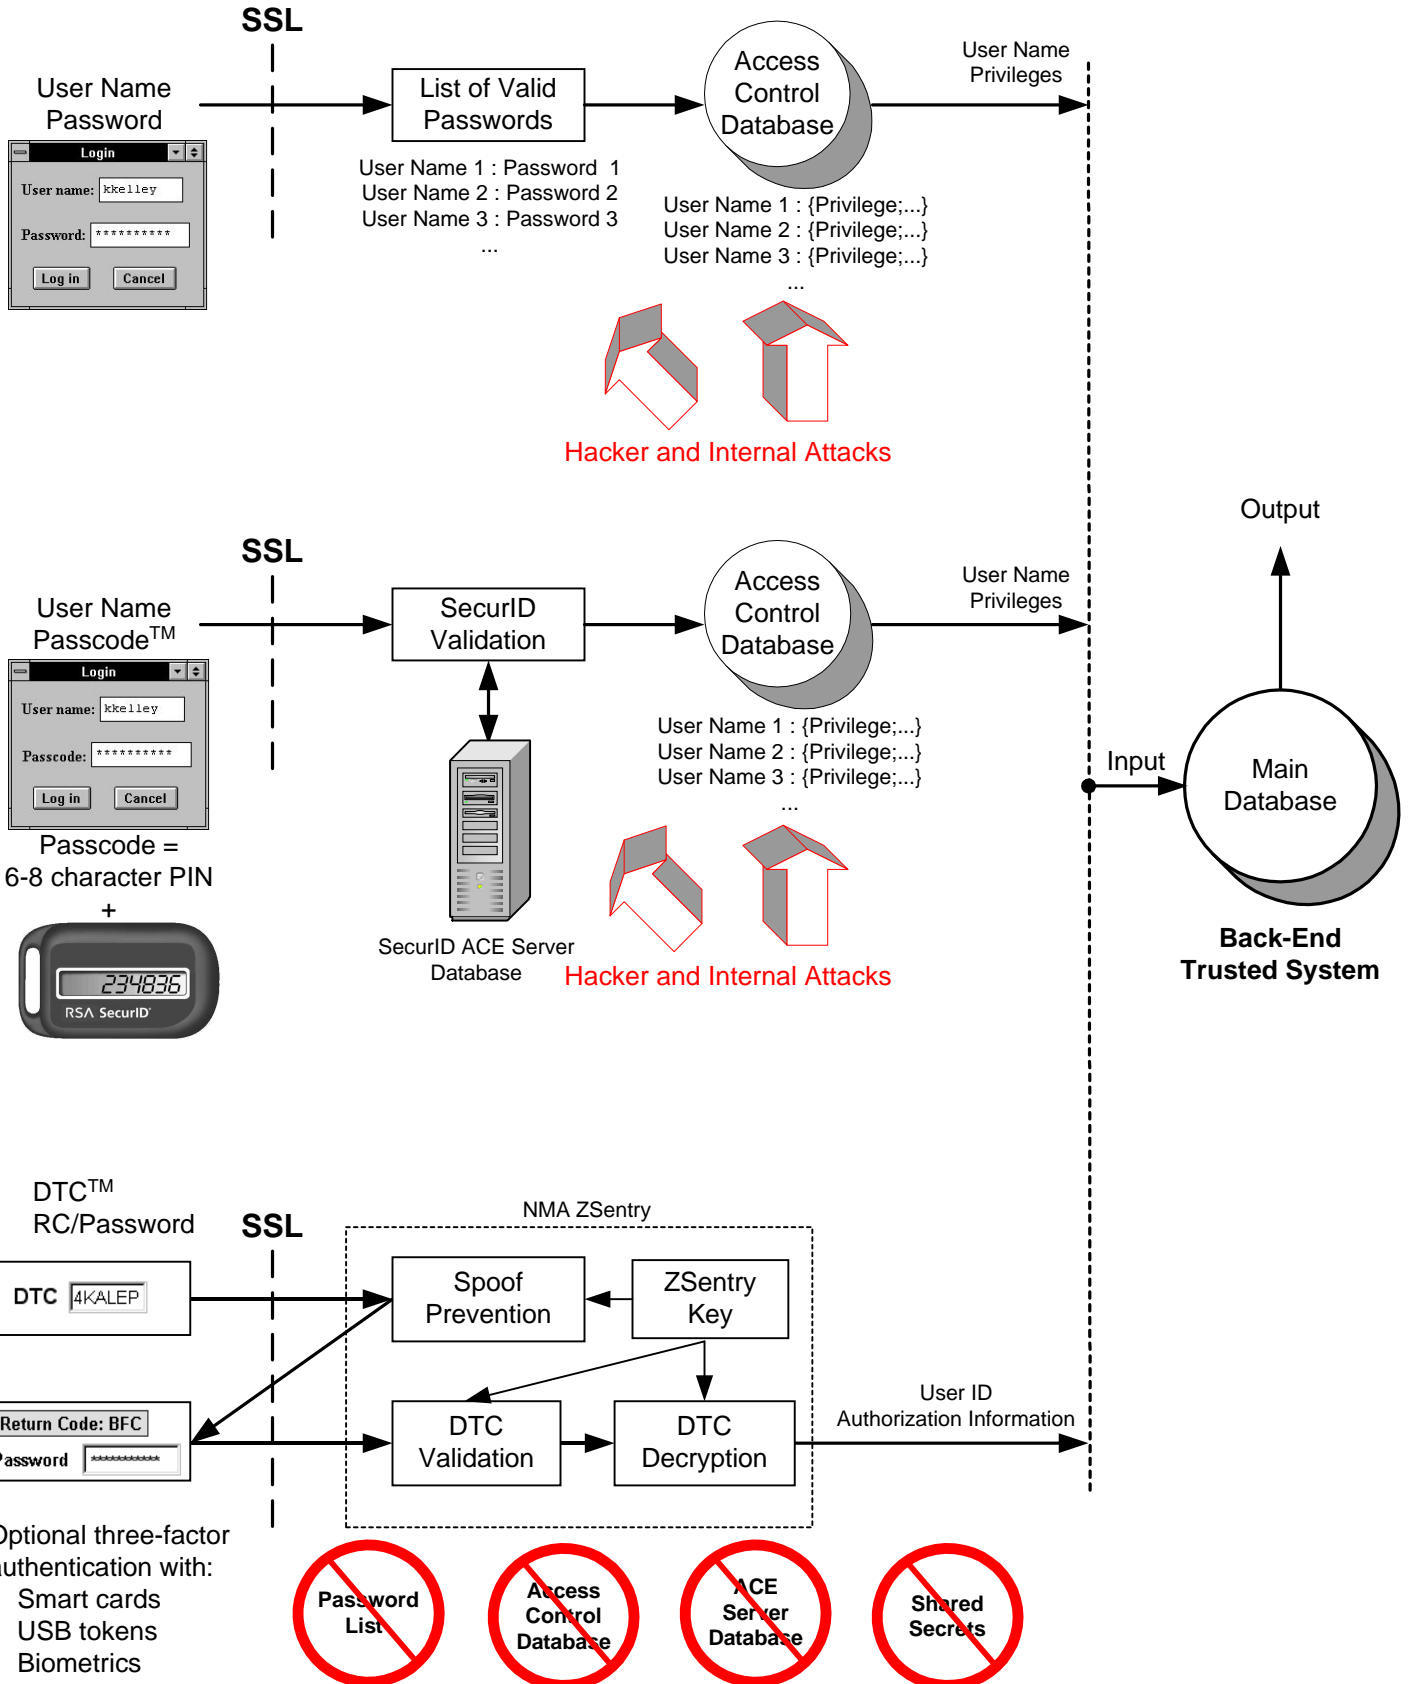 SSL
User Name
Password
Login
User name: kkelley
Password: **********
Log in Cancel
List of Valid
Passwords
User Name 1 : Password 1
User Name 2 : Password 2
User Name 3 : Password 3
...
Access
Control
Database
User Name 1 : {Privilege;...}
User Name 2 : {Privilege;...}
User Name 3 : {Privilege;...}
...
User Name
Privileges
Hacker and Internal Attacks
SSL
User Name
Passcode™
Login
User name: kkelley
Passcode: **********
Log in Cancel
Passcode =
6-8 character PIN
+
234836
RSA SecurID
SecurID
Validation
SecurID ACE Server
Database
Access
Control
Database
User Name 1 : {Privilege;...}
User Name 2 : {Privilege;...}
User Name 3 : {Privilege;...}
...
User Name
Privileges
Hacker and Internal Attacks
Output
Input
Main
Database
Back-End
Trusted System
DTC™
RC/Password
SSL
DTC 4KALEP
Return Code: BFC
Password ***********
NMA ZSentry
Spoof
Prevention
ZSentry
Key
DTC
Validation
DTC
Decryption
User ID
Authorization Information
Optional three-factor
authentication with:
Smart cards
USB tokens
Biometrics
Password
List
Access
Control
Database
ACE
Server
Database
Shared
Secrets